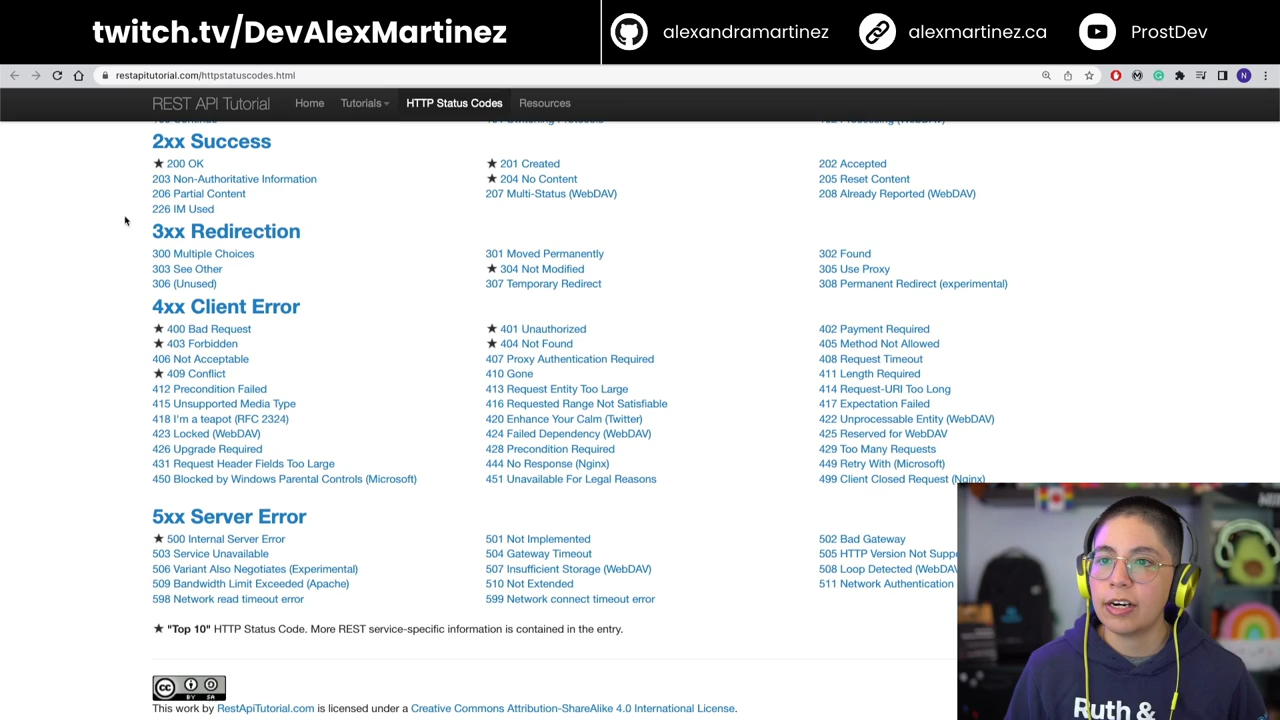 twitch.tv/DevAlexMartinez
alexandramartinez
alexmartinez.ca
ProstDev
restapitutorial.com/httpstatuscodes.html
N
REST API Tutorial Home Tutorials HTTP Status Codes Resources
2xx Success
★ 200 OK ★ 201 Created 202 Accepted
203 Non-Authoritative Information ★ 204 No Content 205 Reset Content
206 Partial Content 207 Multi-Status (WebDAV) 208 Already Reported (WebDAV)
226 IM Used
3xx Redirection
300 Multiple Choices 301 Moved Permanently 302 Found
303 See Other ★ 304 Not Modified 305 Use Proxy
306 (Unused) 307 Temporary Redirect 308 Permanent Redirect (experimental)
4xx Client Error
★ 400 Bad Request ★ 401 Unauthorized 402 Payment Required
★ 403 Forbidden ★ 404 Not Found 405 Method Not Allowed
406 Not Acceptable 407 Proxy Authentication Required 408 Request Timeout
★ 409 Conflict 410 Gone 411 Length Required
412 Precondition Failed 413 Request Entity Too Large 414 Request-URI Too Long
415 Unsupported Media Type 416 Requested Range Not Satisfiable 417 Expectation Failed
418 I'm a teapot (RFC 2324) 420 Enhance Your Calm (Twitter) 422 Unprocessable Entity (WebDAV)
423 Locked (WebDAV) 424 Failed Dependency (WebDAV) 425 Reserved for WebDAV
426 Upgrade Required 428 Precondition Required 429 Too Many Requests
431 Request Header Fields Too Large 444 No Response (Nginx) 449 Retry With (Microsoft)
450 Blocked by Windows Parental Controls (Microsoft) 451 Unavailable For Legal Reasons 499 Client Closed Request (Nginx)
5xx Server Error
★ 500 Internal Server Error 501 Not Implemented 502 Bad Gateway
503 Service Unavailable 504 Gateway Timeout 505 HTTP Version Not Supp
506 Variant Also Negotiates (Experimental) 507 Insufficient Storage (WebDAV) 508 Loop Detected (WebDAV
509 Bandwidth Limit Exceeded (Apache) 510 Not Extended 511 Network Authentication
598 Network read timeout error 599 Network connect timeout error
★ "Top 10" HTTP Status Code. More REST service-specific information is contained in the entry.
cc BY SA
This work by RestApiTutorial.com is licensed under a Creative Commons Attribution-ShareAlike 4.0 International License.
Ruth &